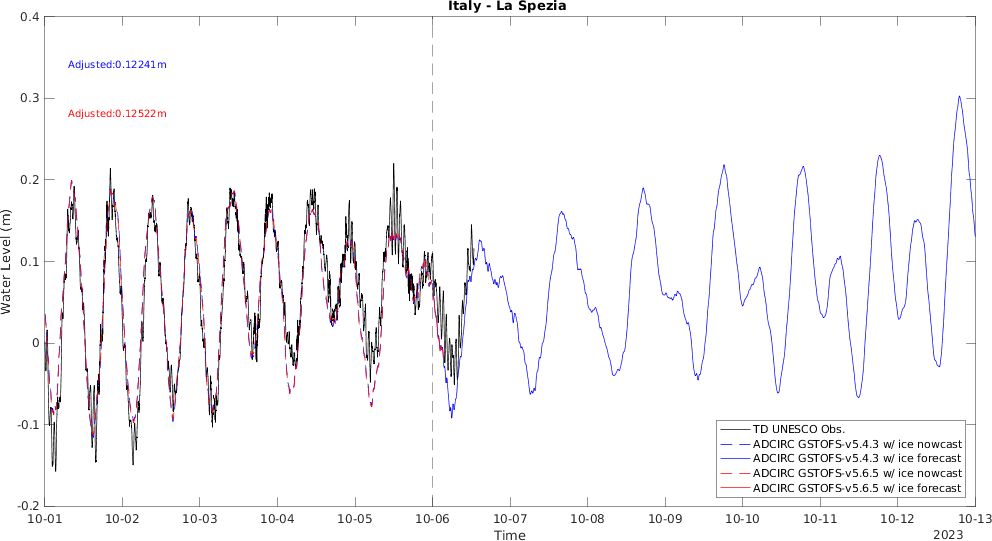 Italy - La Spezia
0.4
0.3
0.2
0.1
0
-0.1
-0.2
Water Level (m)
Adjusted:0.12241m
Adjusted:0.12522m
TD UNESCO Obs.
ADCIRC GSTOFS-v5.4.3 w/ ice nowcast
ADCIRC GSTOFS-v5.4.3 w/ ice forecast
ADCIRC GSTOFS-v5.6.5 w/ ice nowcast
ADCIRC GSTOFS-v5.6.5 w/ ice forecast
10-01 10-02 10-03 10-04 10-05 10-06 10-07 10-08 10-09 10-10 10-11 10-12 10-13
Time
2023